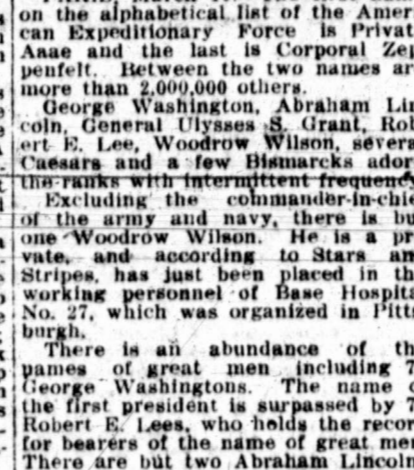 on the alphabetical list of the Ameri
can Expeditionary Force is Privat
Aaae and the last is Corporal Zei
penfelt. Between the two names ar
more than 2,000,000 others.
George Washington, Abraham Lin
coln, General Ulysses S. Grant, Rob
ert E. Lee, Woodrow Wilson, severa
Caesars and a few Bismarcks ador
the ranks with intermittent frequency
Excluding the commander-in-chie
of the army and navy, there is bu
one Woodrow Wilson. He is a pr
vate, and according to Stars an
Stripes, has just been placed in th
working personnel of Base Hospita
No. 27, which was organized in Pitts
burgh.
There is an abundance of th
names of great men including 7
George Washingtons. The name
the first president is surpassed by 7
Robert E. Lees, who holds the recor
for bearers of the name of great men
There are but two Abraham Lincoln